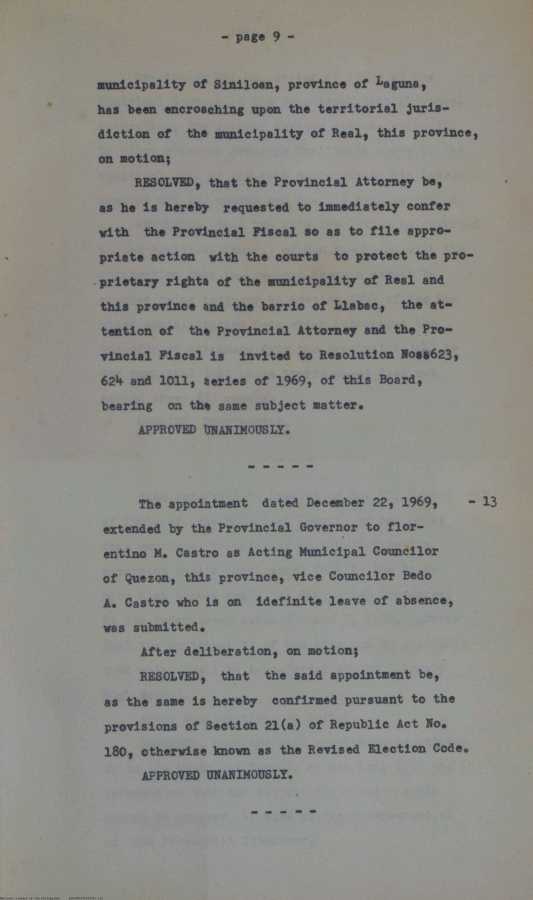 - page 9 -
municipality of Siniloan, province of Laguna,
has been encroaching upon the territorial juris-
diction of the municipality of Real, this province,
on motion;
RESOLVED, that the Provincial Attorney be,
as he is hereby requested to immediately confer
with the Provincial Fiscal so as to file appro-
priate action with the courts to protect the pro-
prietary rights of the municipality of Real and
this province and the barrio of Llabac, the at-
tention of the Provincial Attorney and the Pro-
vincial Fiscal is invited to Resolution Noss623,
624 and 1011, series of 1969, of this Board,
bearing on the same subject matter.
APPROVED UNANIMOUSLY.
- - - - -
The appointment dated December 22, 1969, - 13
extended by the Provincial Governor to flor-
entino M. Castro as Acting Municipal Councilor
of Quezon, this province, vice Councilor Bedo
A. Castro who is on idefinite leave of absence,
was submitted.
After deliberation, on motion;
RESOLVED, that the said appointment be,
as the same is hereby confirmed pursuant to the
provisions of Section 21(a) of Republic Act No.
180, otherwise known as the Revised Election Code.
APPROVED UNANIMOUSLY.
- - - - -